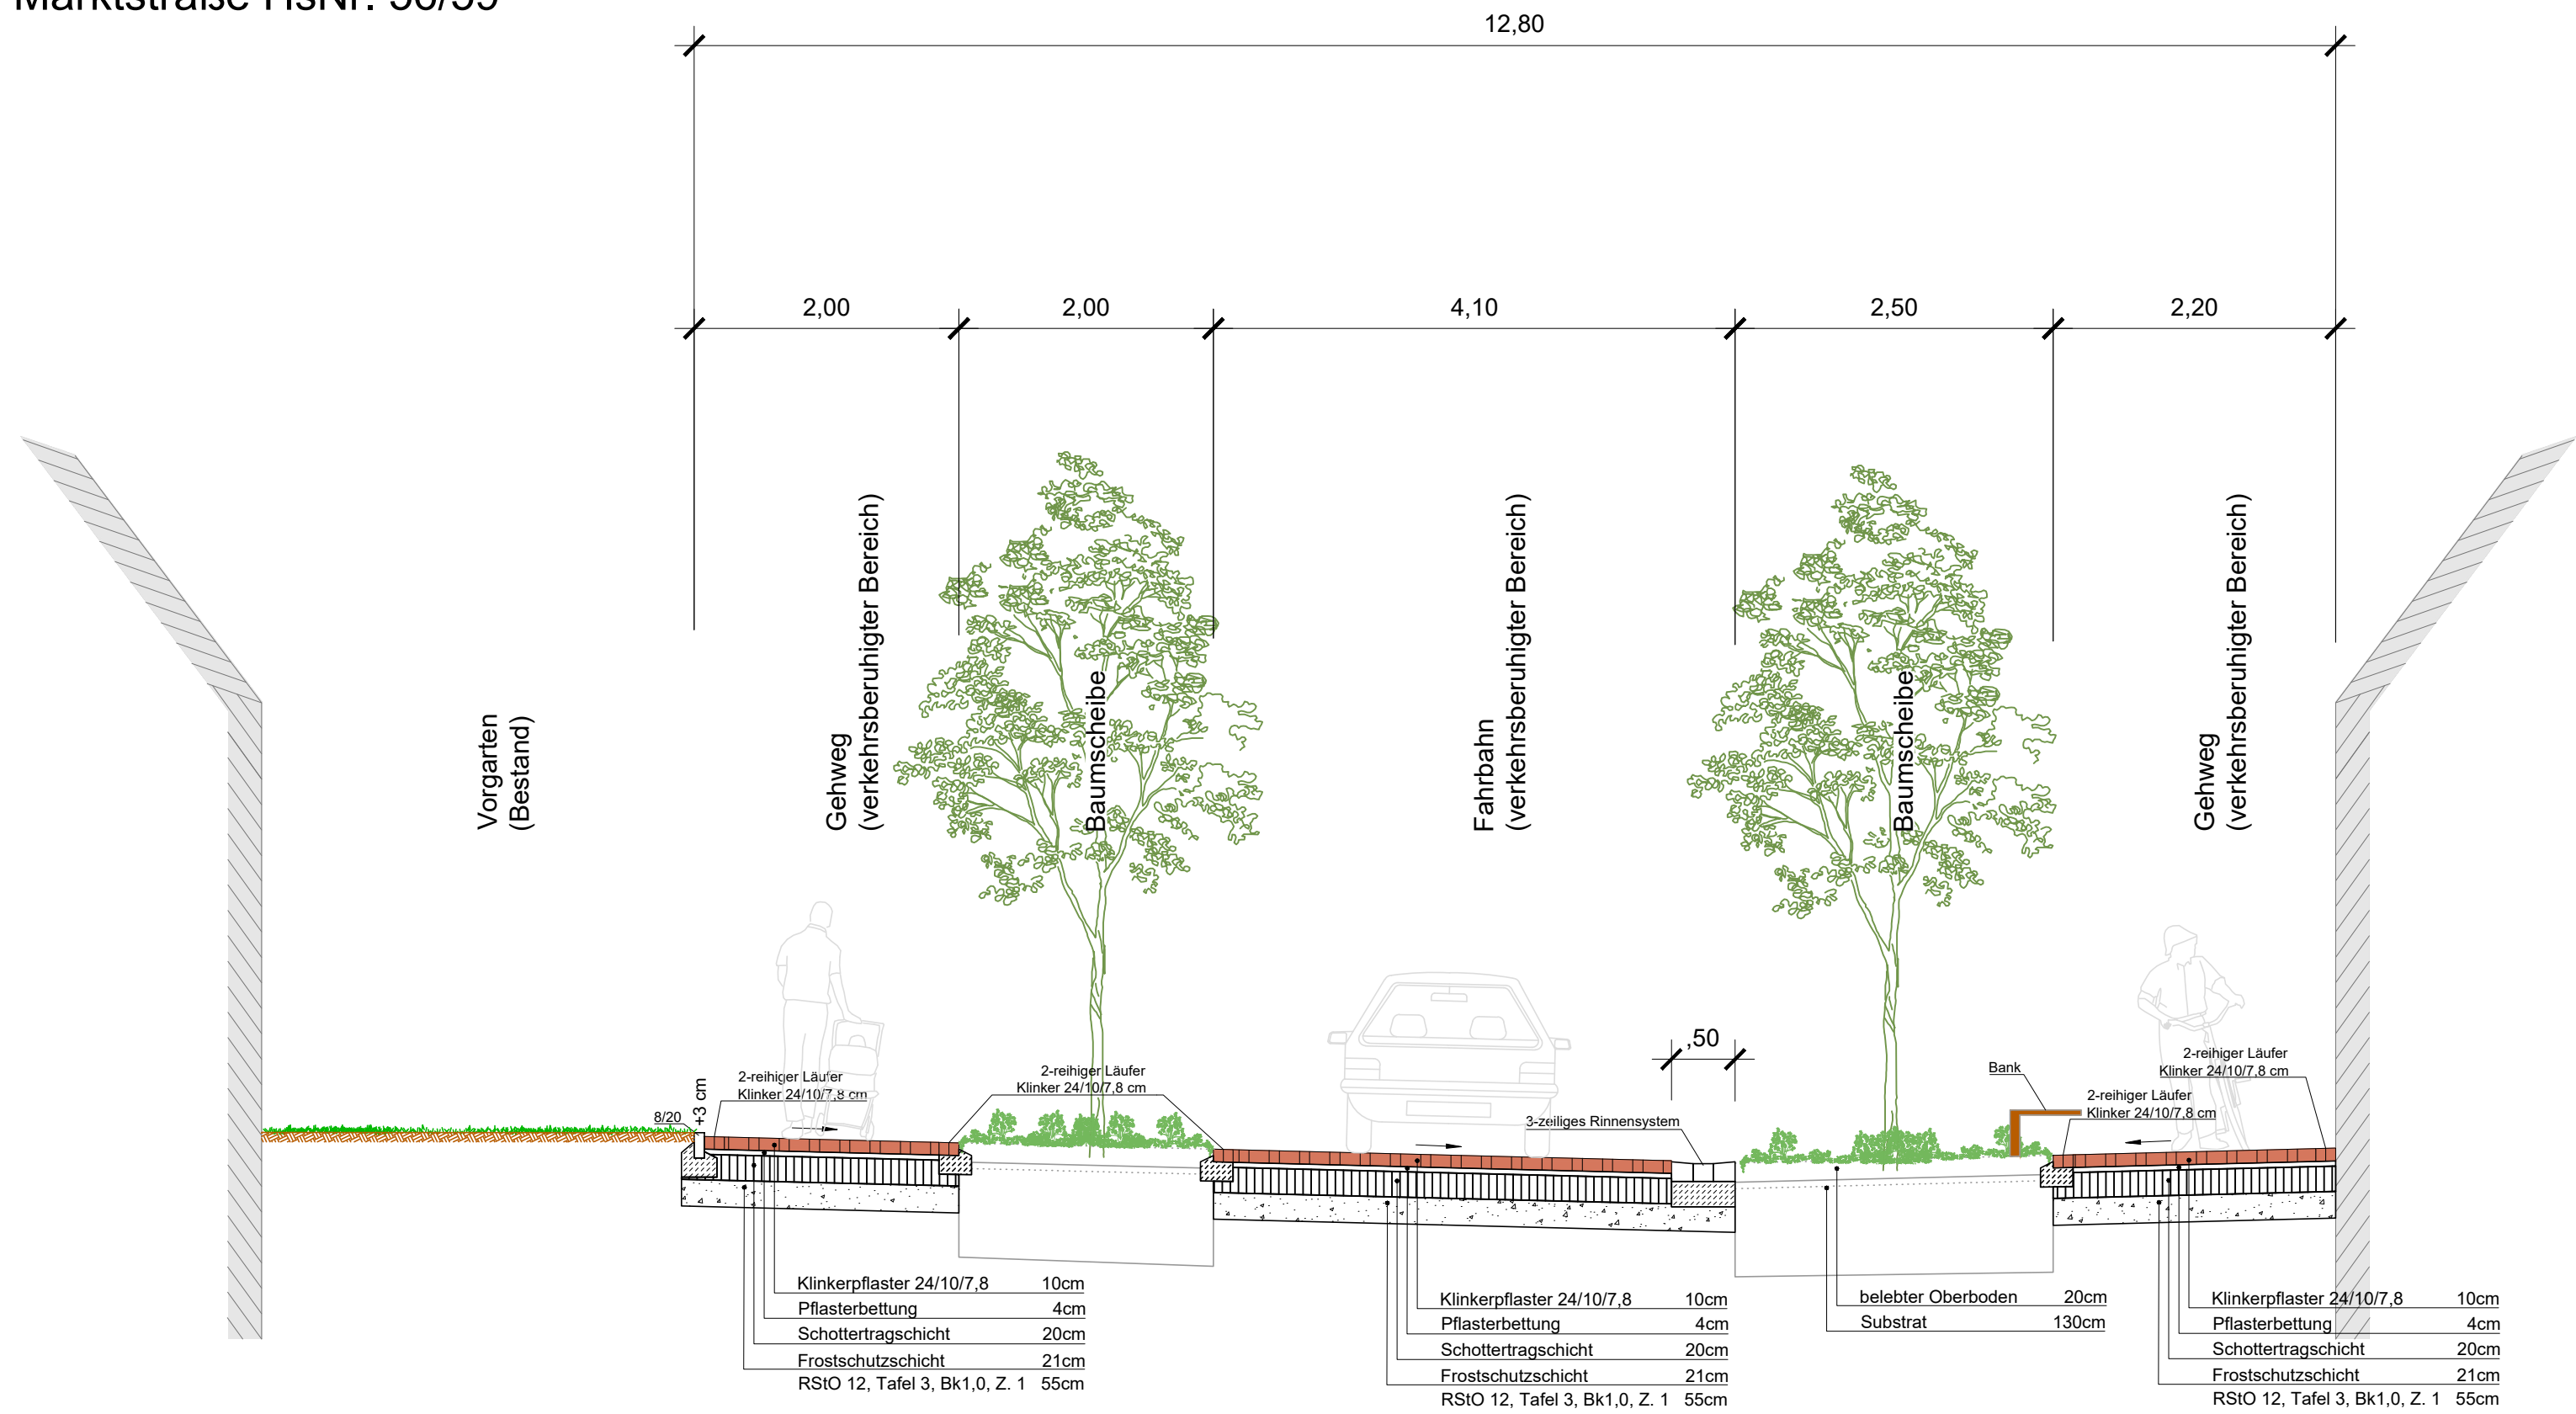 Marktstraße HsNr. 56/59
12,80
2,00
2,00
4,10
2,50
2,20
Vorgarten
(Bestand)
Gehweg
(verkehrsberuhigter Bereich)
Baumscheibe
Fahrbahn
(verkehrsberuhigter Bereich)
Baumscheibe
Gehweg
(verkehrsberuhigter Bereich)
,50
8/20
+3 cm
2-reihiger Läufer
Klinker 24/10/7,8 cm
2-reihiger Läufer
Klinker 24/10/7,8 cm
3-zeiliges Rinnensystem
Bank
2-reihiger Läufer
Klinker 24/10/7,8 cm
2-reihiger Läufer
Klinker 24/10/7,8 cm
Klinkerpflaster 24/10/7,8 10cm
Pflasterbettung 4cm
Schottertragschicht 20cm
Frostschutzschicht 21cm
RStO 12, Tafel 3, Bk1,0, Z. 1 55cm
Klinkerpflaster 24/10/7,8 10cm
Pflasterbettung 4cm
Schottertragschicht 20cm
Frostschutzschicht 21cm
RStO 12, Tafel 3, Bk1,0, Z. 1 55cm
belebter Oberboden 20cm
Substrat 130cm
Klinkerpflaster 24/10/7,8 10cm
Pflasterbettung 4cm
Schottertragschicht 20cm
Frostschutzschicht 21cm
RStO 12, Tafel 3, Bk1,0, Z. 1 55cm